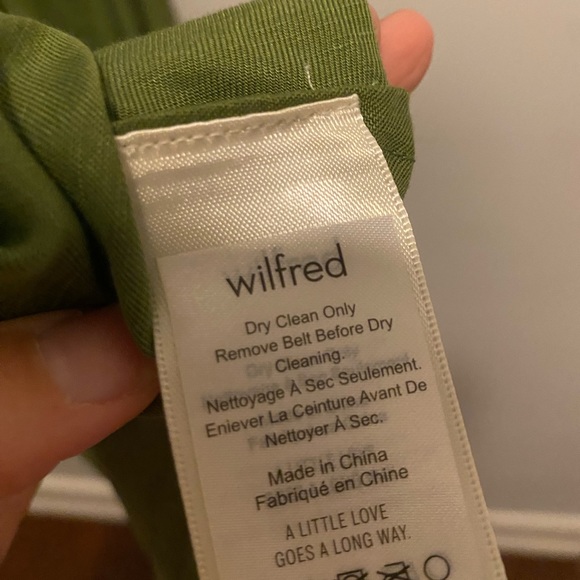 wilfred
Dry Clean Only
Remove Belt Before Dry
Cleaning.
Nettoyage À Sec Seulement.
Eniever La Ceinture Avant De
Nettoyer À Sec.
Made in China
Fabriqué en Chine
A LITTLE LOVE
GOES A LONG WAY.